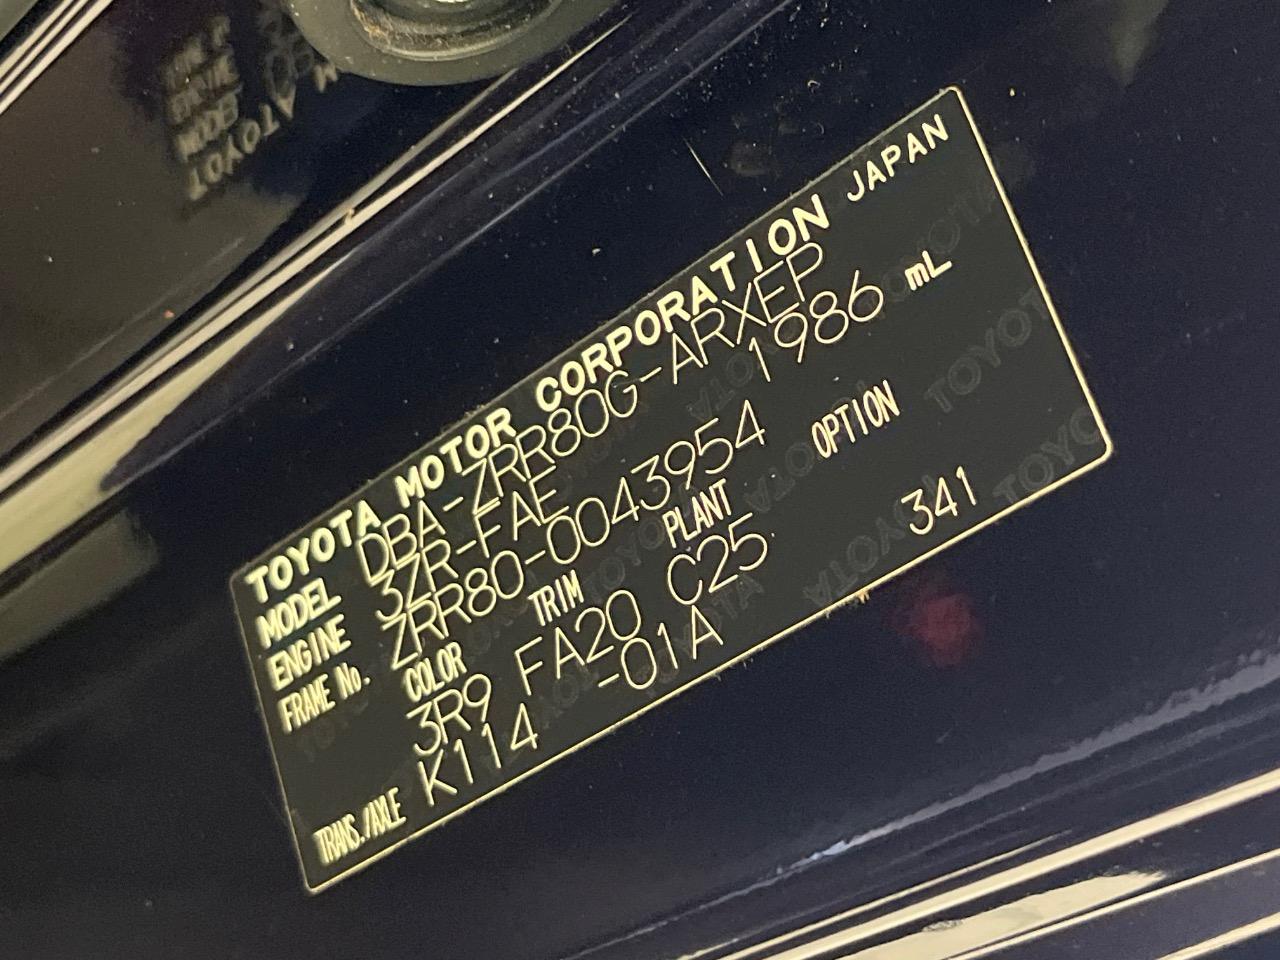 TOYOTA MOTOR CORPORATION JAPAN
MODEL DBA-ZRR80G-ARXEP
ENGINE 3ZR-FAE 1986 mL
FRAME No. ZRR80-0043954
COLOR TRIM PLANT OPTION
3R9 FA20 C25 341
TRANS./AXLE K114 -01A